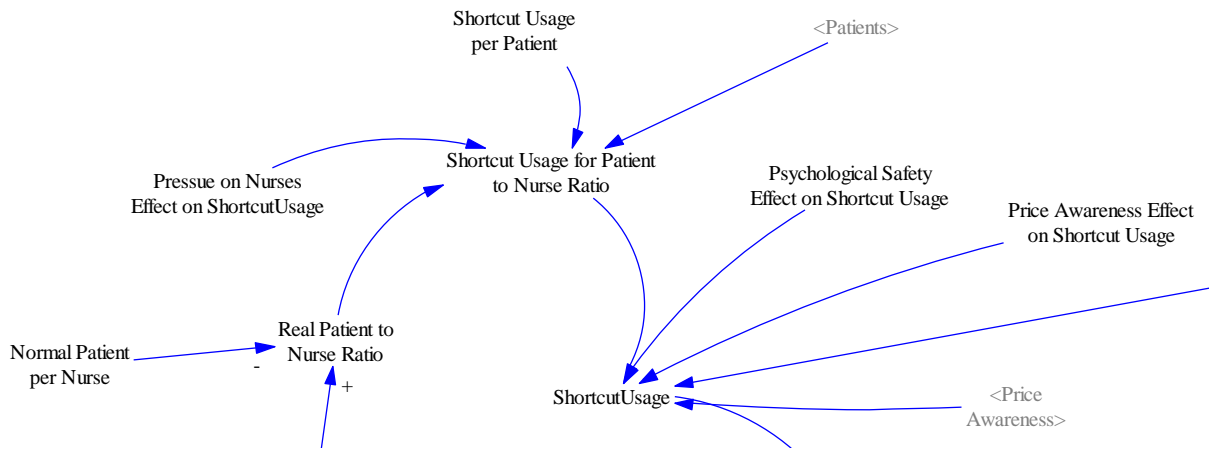 Shortcut Usage
per Patient
<Patients>
Pressue on Nurses
Effect on ShortcutUsage
Shortcut Usage for Patient
to Nurse Ratio
Psychological Safety
Effect on Shortcut Usage
Price Awareness Effect
on Shortcut Usage
Normal Patient
per Nurse
-
Real Patient to
Nurse Ratio
+
ShortcutUsage
<Price
Awareness>